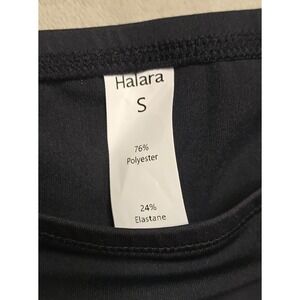 Halara
S
76%
Polyester
24%
Elastane